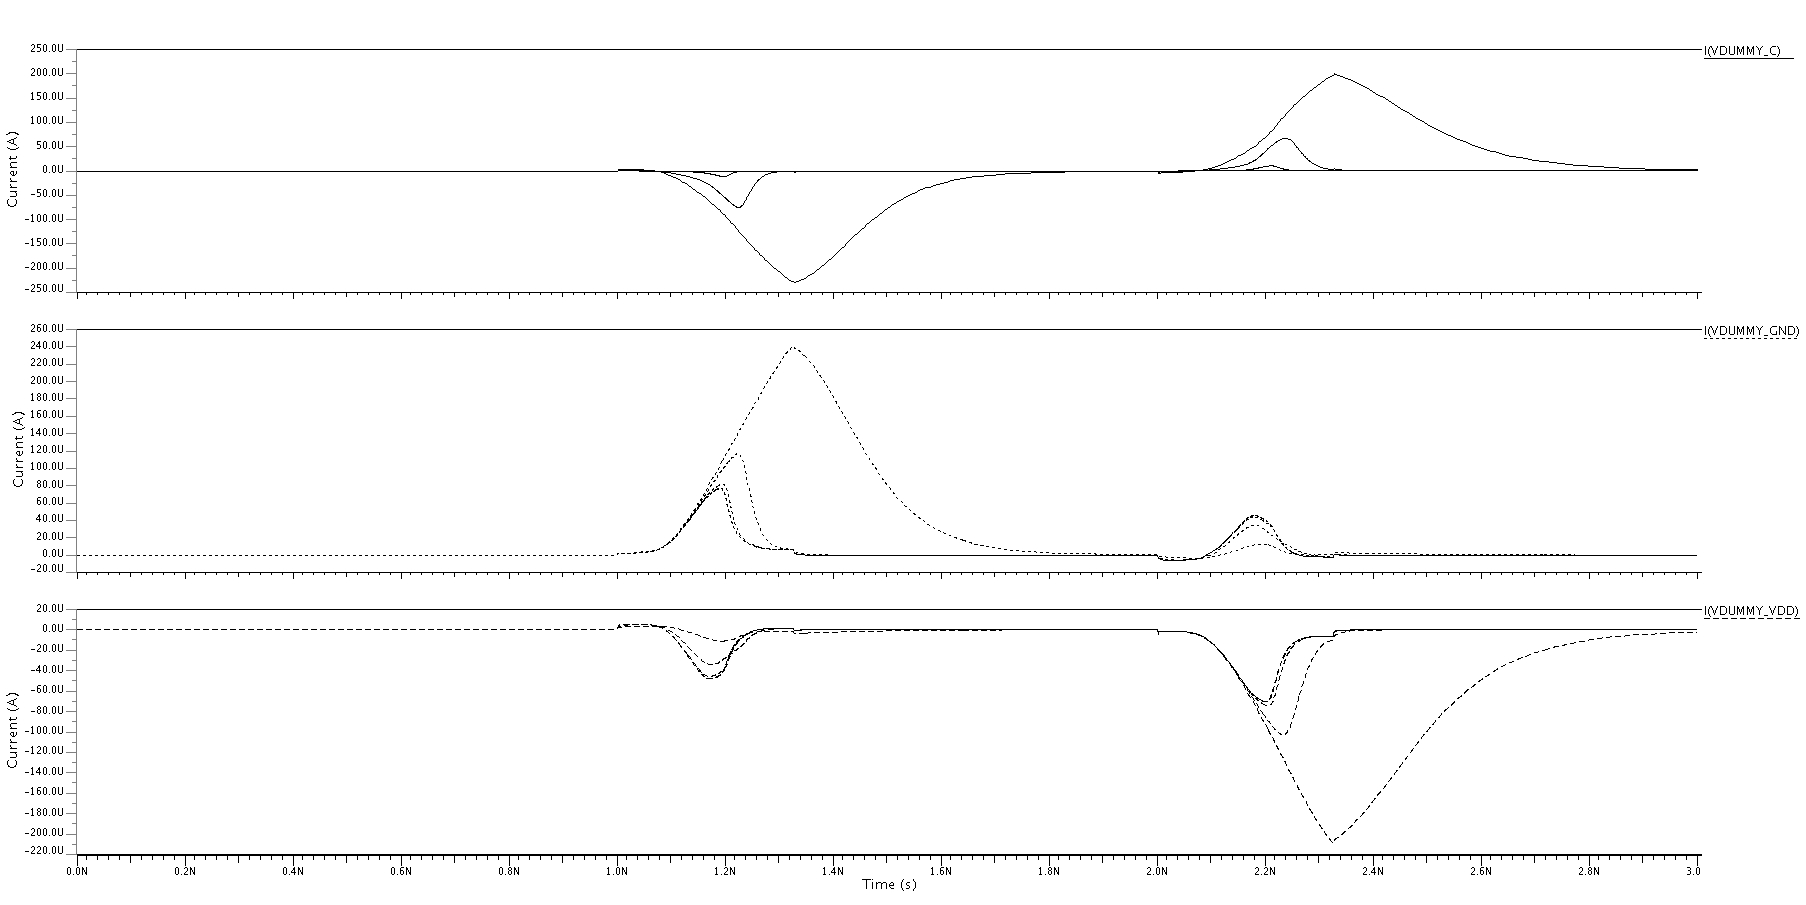 250.0U
200.0U
150.0U
100.0U
50.0U
0.0U
-50.0U
-100.0U
-150.0U
-200.0U
-250.0U
Current (A)
I(VDUMMY_C)
260.0U
240.0U
220.0U
200.0U
180.0U
160.0U
140.0U
120.0U
100.0U
80.0U
60.0U
40.0U
20.0U
0.0U
-20.0U
Current (A)
I(VDUMMY_GND)
20.0U
0.0U
-20.0U
-40.0U
-60.0U
-80.0U
-100.0U
-120.0U
-140.0U
-160.0U
-180.0U
-200.0U
-220.0U
Current (A)
I(VDUMMY_VDD)
0.0N 0.2N 0.4N 0.6N 0.8N 1.0N 1.2N 1.4N 1.6N 1.8N 2.0N 2.2N 2.4N 2.6N 2.8N 3.0
Time (s)